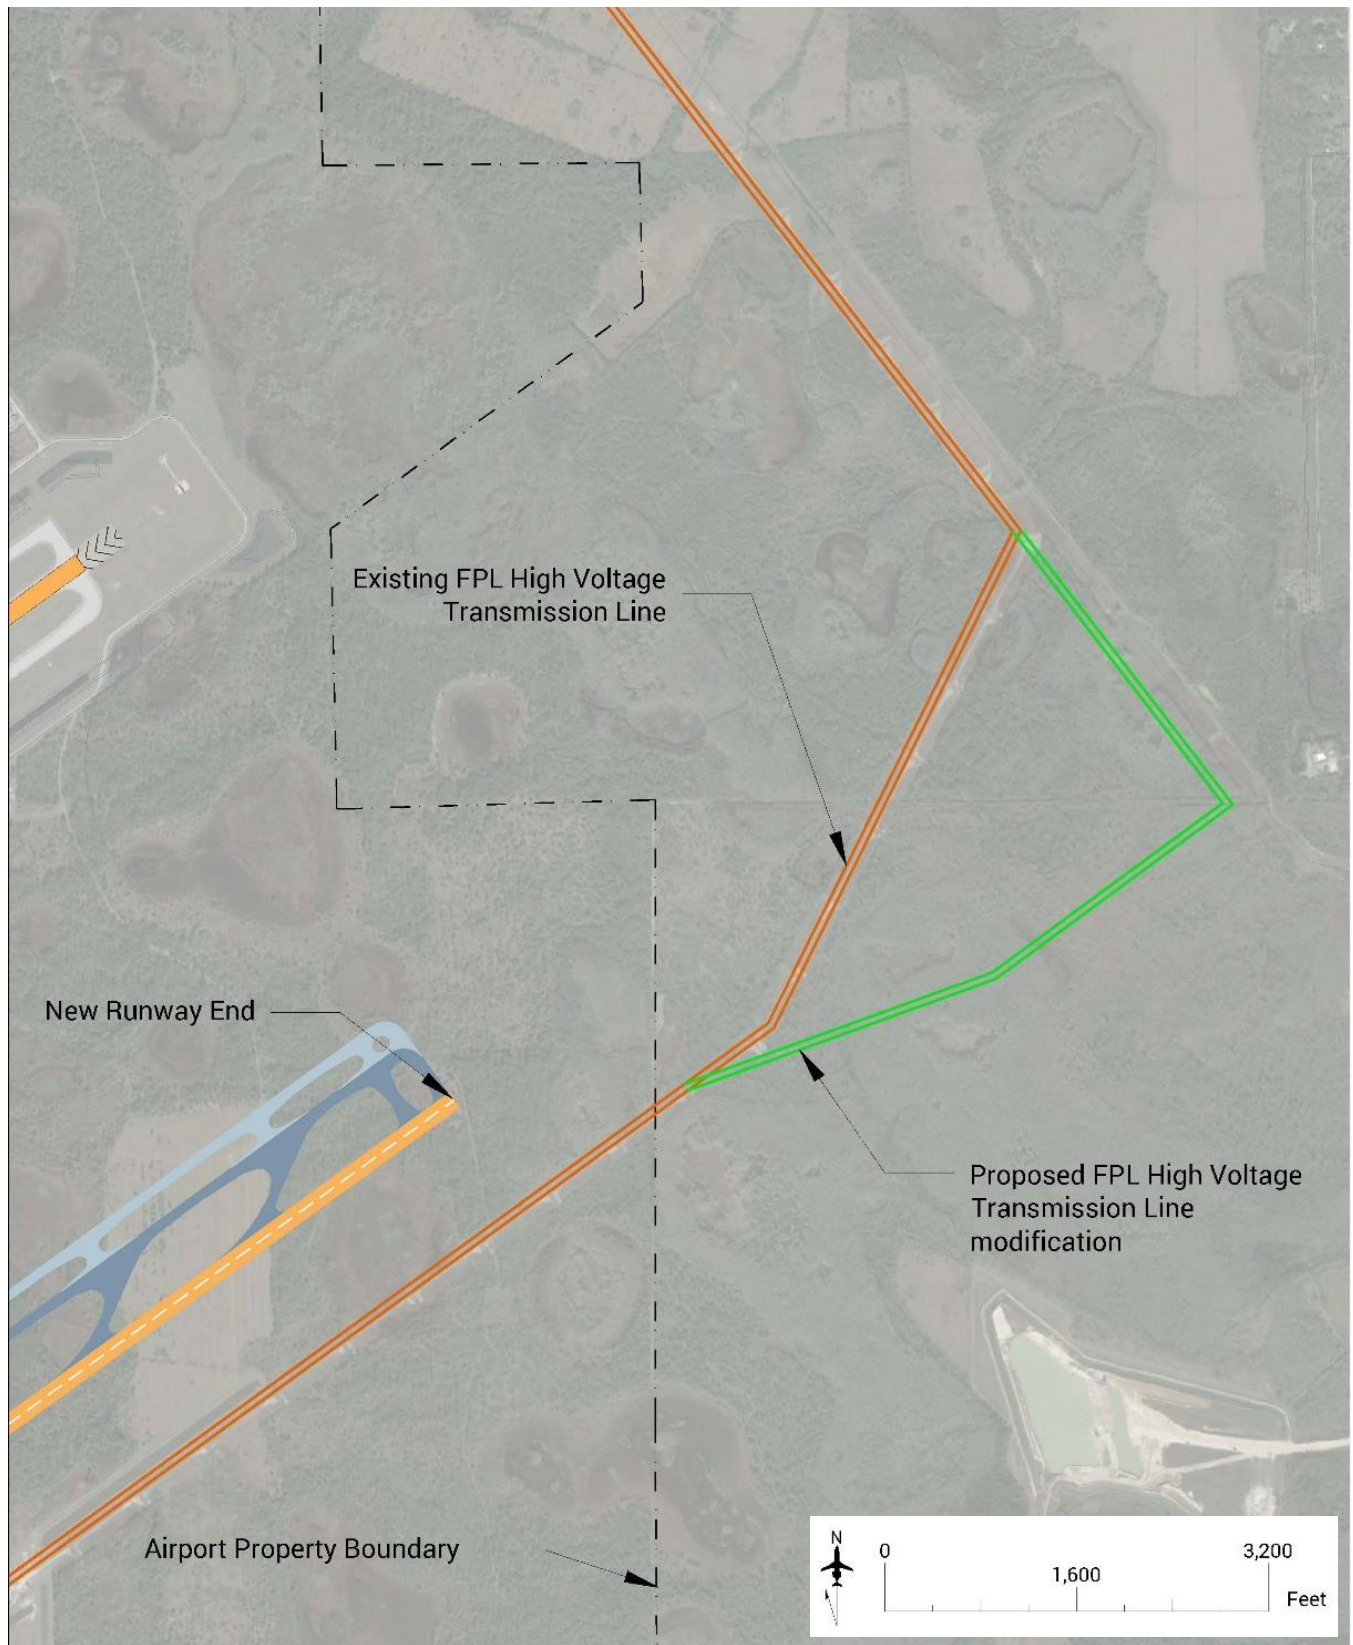 Existing FPL High Voltage
Transmission Line
New Runway End
Proposed FPL High Voltage
Transmission Line
modification
Airport Property Boundary
N
0
3,200
1,600
Feet